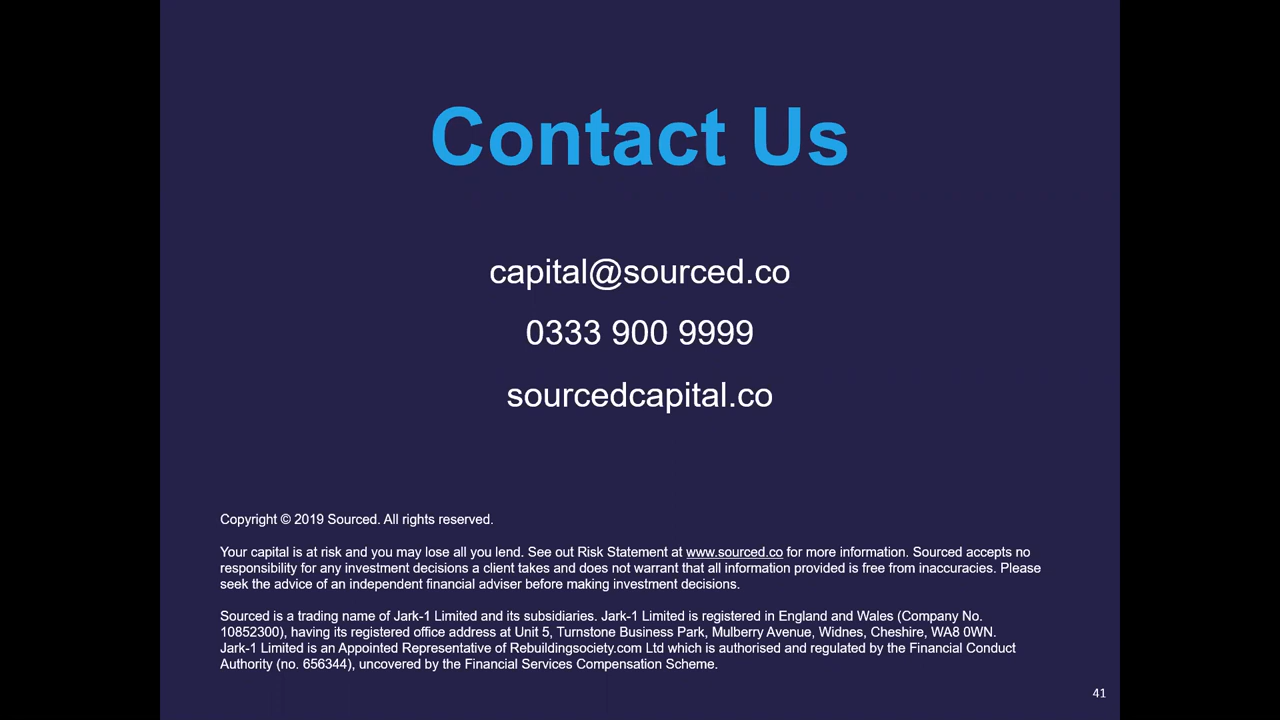 Contact Us
capital@sourced.co
0333 900 9999
sourcedcapital.co
Copyright © 2019 Sourced. All rights reserved.
Your capital is at risk and you may lose all you lend. See out Risk Statement at www.sourced.co for more information. Sourced accepts no
responsibility for any investment decisions a client takes and does not warrant that all information provided is free from inaccuracies. Please
seek the advice of an independent financial adviser before making investment decisions.
Sourced is a trading name of Jark-1 Limited and its subsidiaries. Jark-1 Limited is registered in England and Wales (Company No.
10852300), having its registered office address at Unit 5, Turnstone Business Park, Mulberry Avenue, Widnes, Cheshire, WA8 0WN.
Jark-1 Limited is an Appointed Representative of Rebuildingsociety.com Ltd which is authorised and regulated by the Financial Conduct
Authority (no. 656344), uncovered by the Financial Services Compensation Scheme.
41